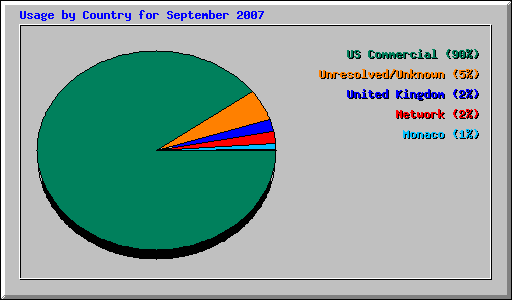 Usage by Country for September 2007
US Commercial (90%)
Unresolved/Unknown (5%)
United Kingdom (2%)
Network (2%)
Monaco (1%)